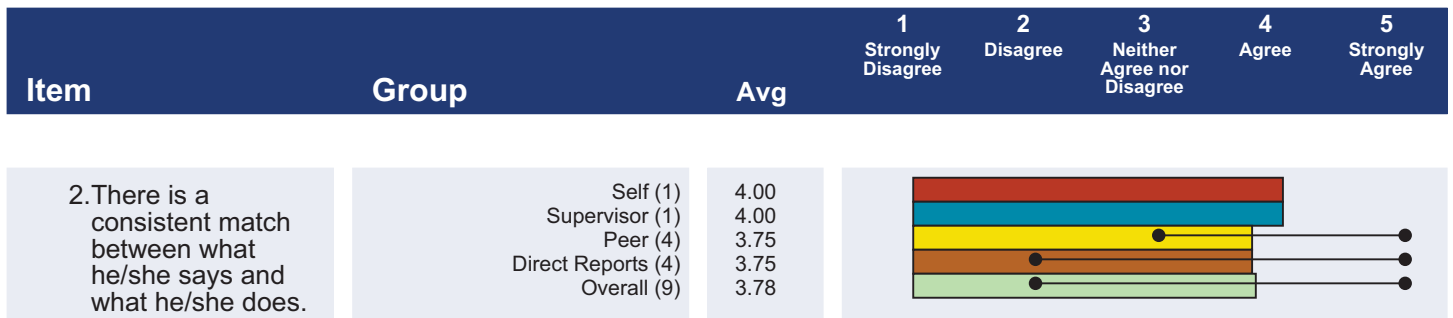 Item
Group
Avg
1
Strongly
Disagree
2
Disagree
3
Neither
Agree nor
Disagree
4
Agree
5
Strongly
Agree
2.There is a
consistent match
between what
he/she says and
what he/she does.
Self (1) 4.00
Supervisor (1) 4.00
Peer (4) 3.75
Direct Reports (4) 3.75
Overall (9) 3.78